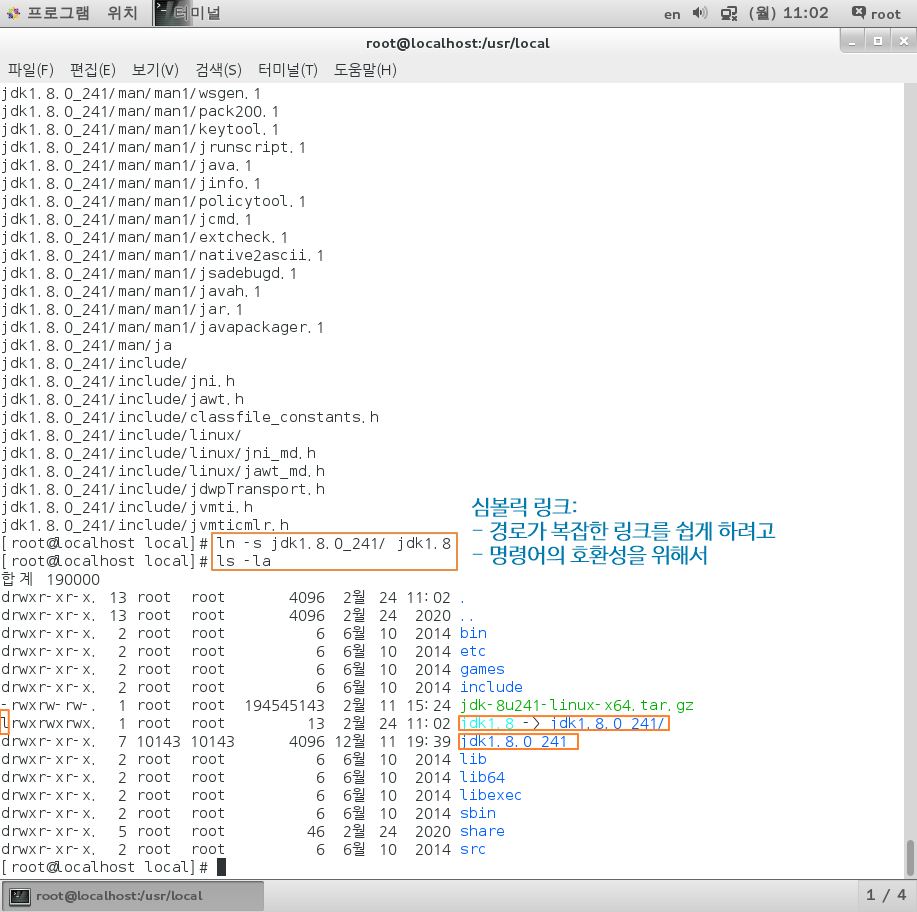 프로그램 위치 터미널 en (월) 11:02 root
root@localhost:/usr/local
파일(F) 편집(E) 보기(V) 검색(S) 터미널(T) 도움말(H)
jdk1.8.0_241/man/man1/wsgen.1
jdk1.8.0_241/man/man1/pack200.1
jdk1.8.0_241/man/man1/keytool.1
jdk1.8.0_241/man/man1/jrunscript.1
jdk1.8.0_241/man/man1/java.1
jdk1.8.0_241/man/man1/jinfo.1
jdk1.8.0_241/man/man1/policytool.1
jdk1.8.0_241/man/man1/jcmd.1
jdk1.8.0_241/man/man1/extcheck.1
jdk1.8.0_241/man/man1/native2ascii.1
jdk1.8.0_241/man/man1/jsadebugd.1
jdk1.8.0_241/man/man1/javah.1
jdk1.8.0_241/man/man1/jar.1
jdk1.8.0_241/man/man1/javapackager.1
jdk1.8.0_241/man/ja
jdk1.8.0_241/include/
jdk1.8.0_241/include/jni.h
jdk1.8.0_241/include/jawt.h
jdk1.8.0_241/include/classfile_constants.h
jdk1.8.0_241/include/linux/
jdk1.8.0_241/include/linux/jni_md.h
jdk1.8.0_241/include/linux/jawt_md.h
jdk1.8.0_241/include/jdwpTransport.h
jdk1.8.0_241/include/jvmti.h
jdk1.8.0_241/include/jvmticmlr.h
심볼릭 링크:
- 경로가 복잡한 링크를 쉽게 하려고
- 명령어의 호환성을 위해서
[root@localhost local]# ln -s jdk1.8.0_241/ jdk1.8
[root@localhost local]# ls -la
합계 190000
drwxr-xr-x. 13 root root 4096 2월 24 11:02 .
drwxr-xr-x. 13 root root 4096 2월 24 2020 ..
drwxr-xr-x. 2 root root 6 6월 10 2014 bin
drwxr-xr-x. 2 root root 6 6월 10 2014 etc
drwxr-xr-x. 2 root root 6 6월 10 2014 games
drwxr-xr-x. 2 root root 6 6월 10 2014 include
-rwxrw-rw-. 1 root root 194545143 2월 11 15:24 jdk-8u241-linux-x64.tar.gz
lrwxrwxrwx. 1 root root 13 2월 24 11:02 jdk1.8 -> jdk1.8.0_241/
drwxr-xr-x. 7 10143 10143 4096 12월 11 19:39 jdk1.8.0_241
drwxr-xr-x. 2 root root 6 6월 10 2014 lib
drwxr-xr-x. 2 root root 6 6월 10 2014 lib64
drwxr-xr-x. 2 root root 6 6월 10 2014 libexec
drwxr-xr-x. 2 root root 6 6월 10 2014 sbin
drwxr-xr-x. 5 root root 46 2월 24 2020 share
drwxr-xr-x. 2 root root 6 6월 10 2014 src
[root@localhost local]#
root@localhost:/usr/local 1 / 4